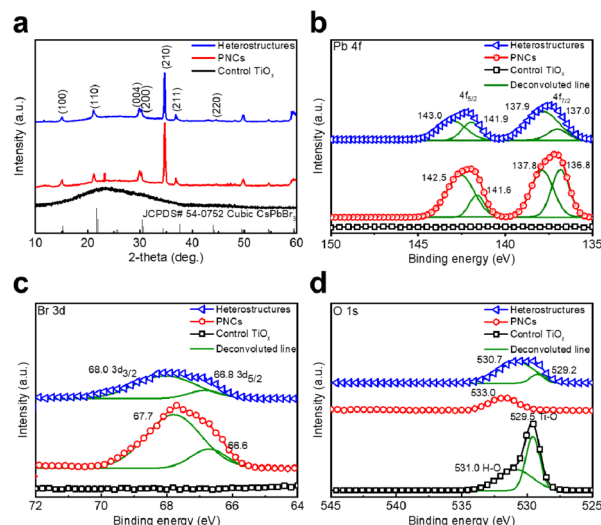 a
Heterostructures
PNCs
Control TiOx
(100)
(110)
(004)
(200)
(210)
(211)
(220)
JCPDS# 54-0752 Cubic CsPbBr3
Intensity (a.u.)
10 20 30 40 50 60
2-theta (deg.)
b
Pb 4f
Heterostructures
PNCs
Control TiOx
Deconvoluted line
143.0
4f5/2
141.9
137.9
4f7/2
137.0
142.5
141.6
137.8
136.8
Intensity (a.u.)
150 145 140 135
Binding energy (eV)
c
Br 3d
Heterostructures
PNCs
Control TiOx
Deconvoluted line
68.0 3d3/2
66.8 3d5/2
67.7
66.6
Intensity (a.u.)
72 70 68 66 64
Binding energy (eV)
d
O 1s
Heterostructures
PNCs
Control TiOx
Deconvoluted line
530.7
529.2
533.0
529.5 Ti-O
531.0 H-O
Intensity (a.u.)
545 540 535 530 525
Binding energy (eV)